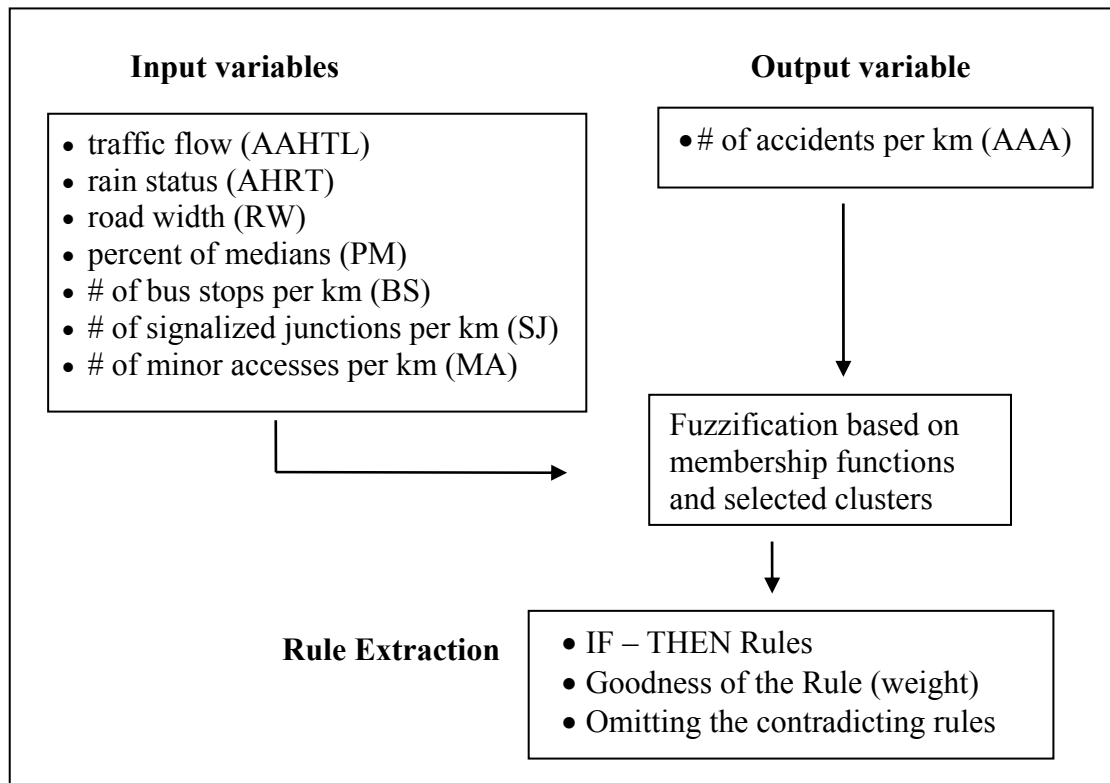 Input variables
• traffic flow (AAHTL)
• rain status (AHRT)
• road width (RW)
• percent of medians (PM)
• # of bus stops per km (BS)
• # of signalized junctions per km (SJ)
• # of minor accesses per km (MA)
Output variable
• # of accidents per km (AAA)
Fuzzification based on
membership functions
and selected clusters
Rule Extraction
• IF – THEN Rules
• Goodness of the Rule (weight)
• Omitting the contradicting rules